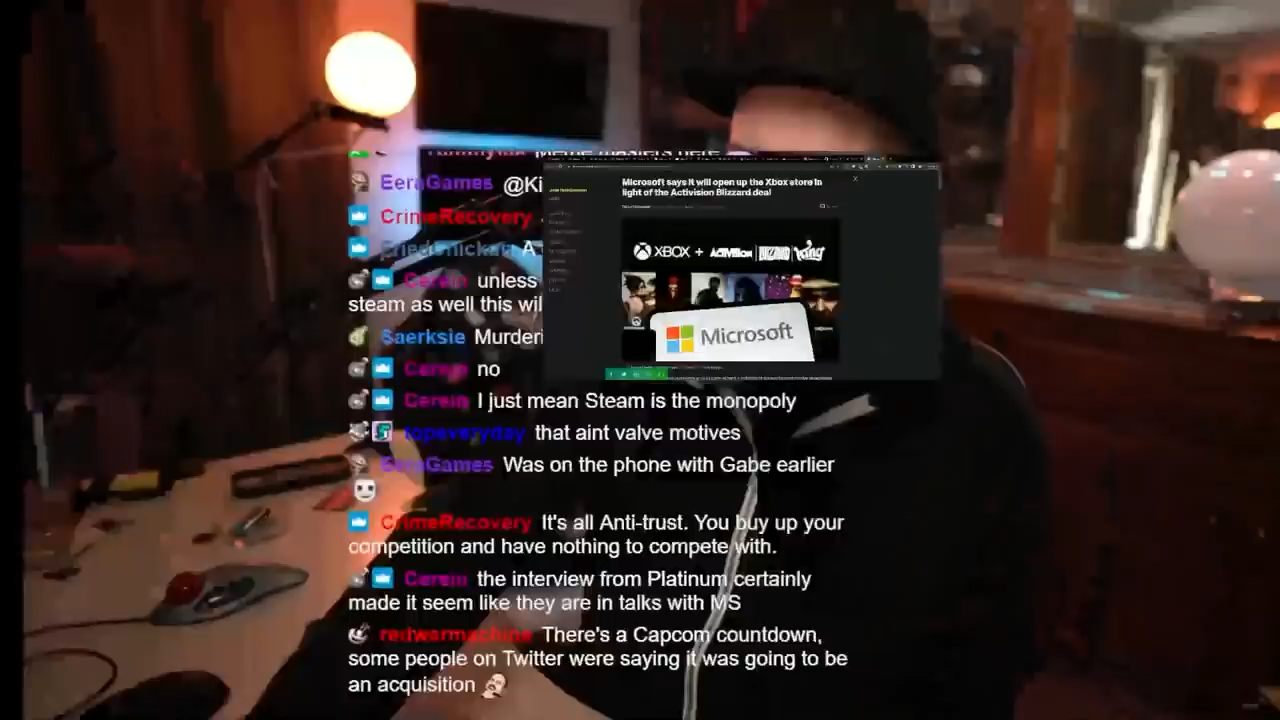 EeraGames @Ki
CrimeRecovery
FriedChicken A
Cerein unless
steam as well this wil
Saerksie Murderi
Cerein no
Cerein I just mean Steam is the monopoly
topeveryday that aint valve motives
EeraGames Was on the phone with Gabe earlier
CrimeRecovery It's all Anti-trust. You buy up your
competition and have nothing to compete with.
Cerein the interview from Platinum certainly
made it seem like they are in talks with MS
redwarmachine There's a Capcom countdown,
some people on Twitter were saying it was going to be
an acquisition
Microsoft says it will open up the Xbox store in
light of the Activision Blizzard deal
XBOX + ACTIVISION BLIZZARD King
Microsoft